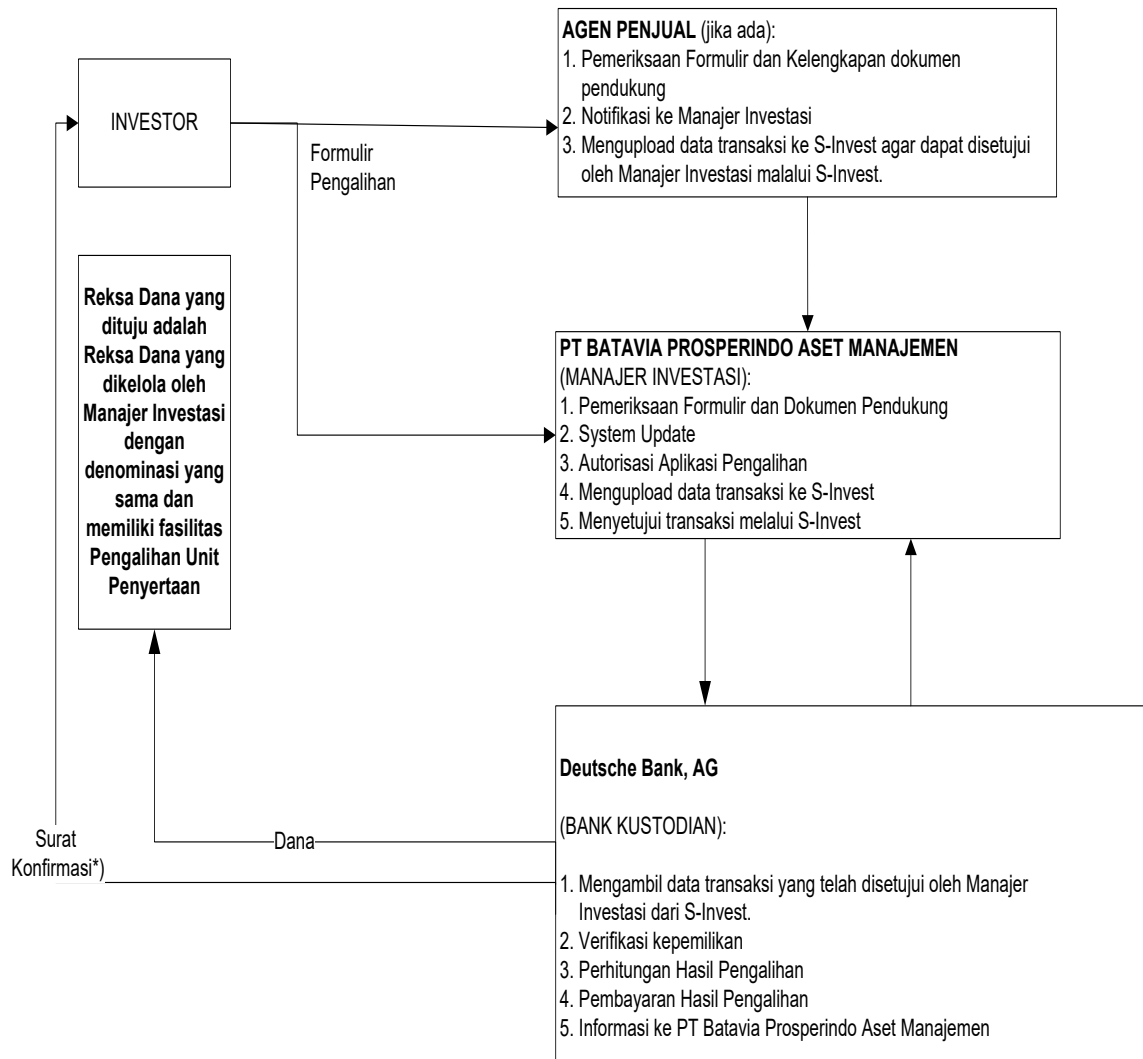 INVESTOR
Formulir
Pengalihan
AGEN PENJUAL (jika ada):
1. Pemeriksaan Formulir dan Kelengkapan dokumen
pendukung
2. Notifikasi ke Manajer Investasi
3. Mengupload data transaksi ke S-Invest agar dapat disetujui
oleh Manajer Investasi malalui S-Invest.
Reksa Dana yang
dituju adalah
Reksa Dana yang
dikelola oleh
Manajer Investasi
dengan
denominasi yang
sama dan
memiliki fasilitas
Pengalihan Unit
Penyertaan
PT BATAVIA PROSPERINDO ASET MANAJEMEN
(MANAJER INVESTASI):
1. Pemeriksaan Formulir dan Dokumen Pendukung
2. System Update
3. Autorisasi Aplikasi Pengalihan
4. Mengupload data transaksi ke S-Invest
5. Menyetujui transaksi melalui S-Invest
Surat
Konfirmasi*)
Dana
Deutsche Bank, AG
(BANK KUSTODIAN):
1. Mengambil data transaksi yang telah disetujui oleh Manajer
Investasi dari S-Invest.
2. Verifikasi kepemilikan
3. Perhitungan Hasil Pengalihan
4. Pembayaran Hasil Pengalihan
5. Informasi ke PT Batavia Prosperindo Aset Manajemen